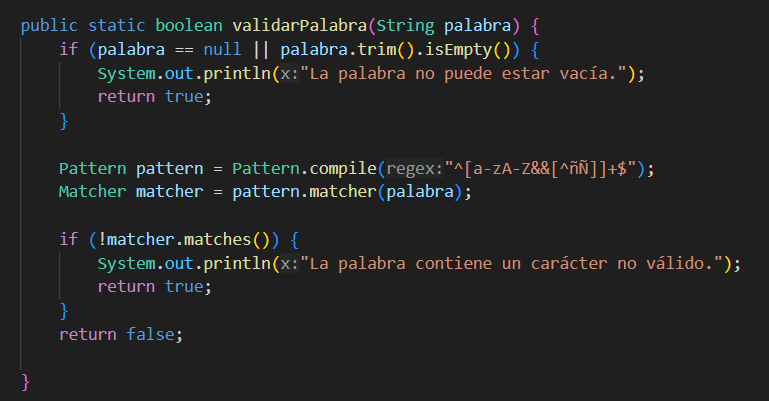 public static boolean validarPalabra(String palabra) {
    if (palabra == null || palabra.trim().isEmpty()) {
        System.out.println(x:"La palabra no puede estar vacía.");
        return true;
    }

    Pattern pattern = Pattern.compile(regex:"^[a-zA-Z&&[^ñÑ]]+$");
    Matcher matcher = pattern.matcher(palabra);

    if (!matcher.matches()) {
        System.out.println(x:"La palabra contiene un carácter no válido.");
        return true;
    }
    return false;

}